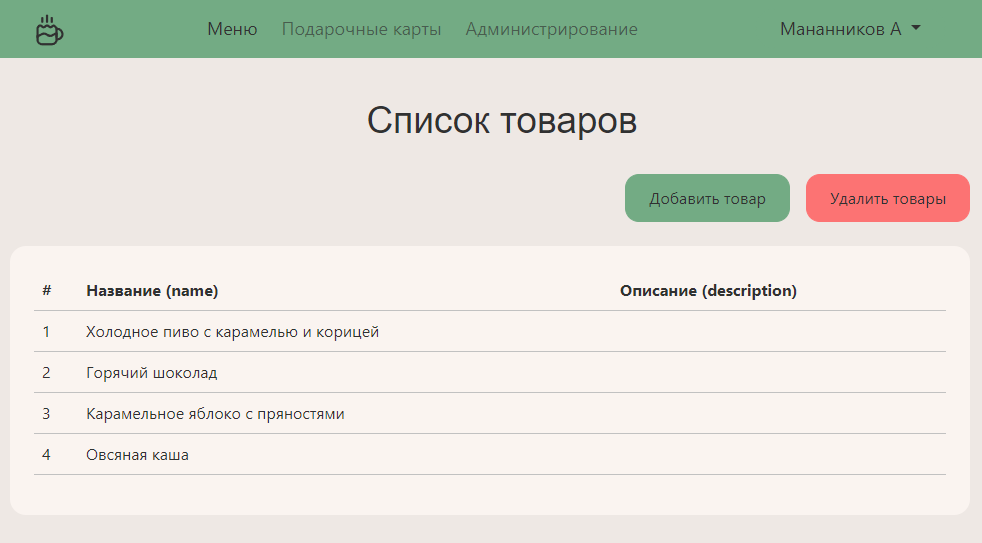 Меню Подарочные карты Администрирование Мананников А
Список товаров
Добавить товар Удалить товары
# Название (name) Описание (description)
1 Холодное пиво с карамелью и корицей
2 Горячий шоколад
3 Карамельное яблоко с пряностями
4 Овсяная каша